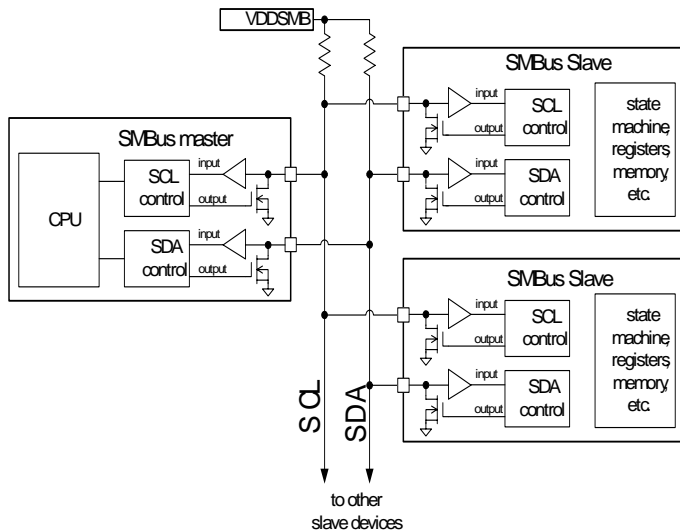 VDDSMB
SMBus master
CPU
SCL
control
input
output
SDA
control
input
output
SMBus Slave
input
output
SCL
control
input
output
SDA
control
state
machine,
registers,
memory,
etc.
SMBus Slave
input
output
SCL
control
input
output
SDA
control
state
machine,
registers,
memory,
etc.
SCL
SDA
to other
slave devices